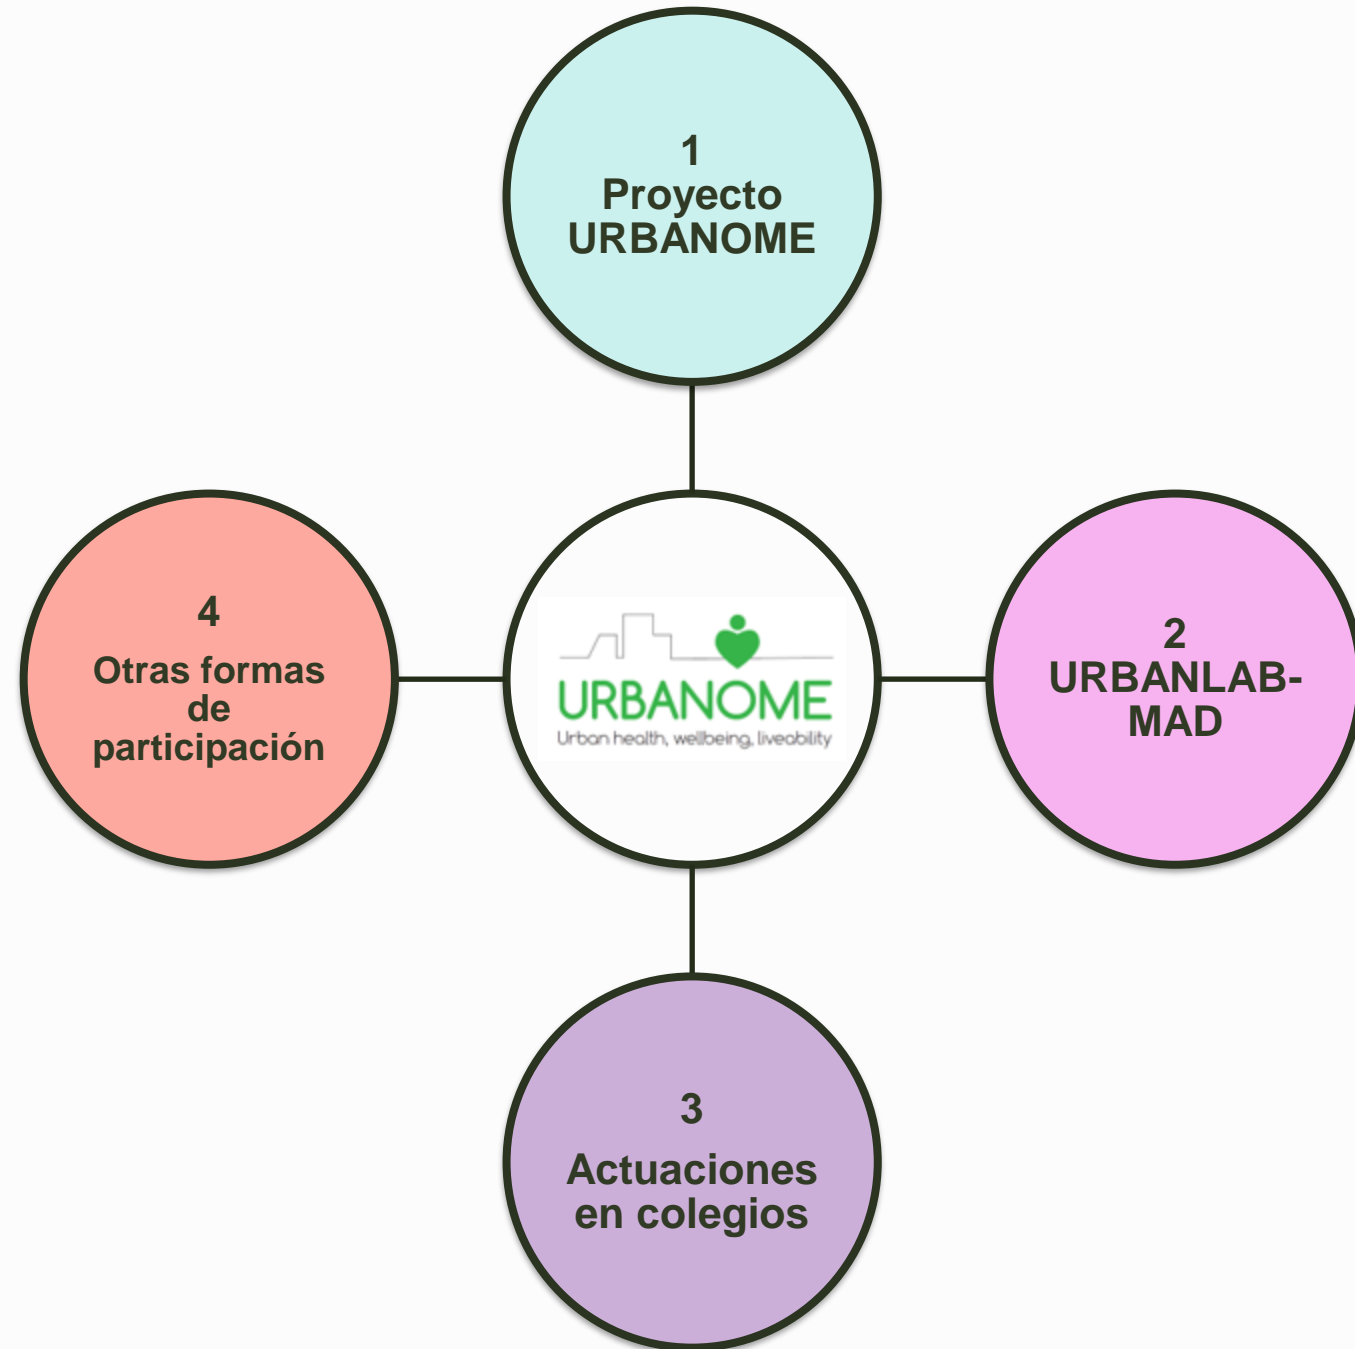 1
Proyecto
URBANOME
4
Otras formas
de
participación
URBANOME
Urban health, wellbeing, liveability
2
URBANLAB-
MAD
3
Actuaciones
en colegios